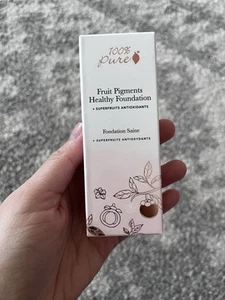 100%
Pure
Fruit Pigments
Healthy Foundation
+ SUPERFRUITS ANTIOXIDANTS
Fondation Saine
+ SUPERFRUITS ANTIOXYDANTS